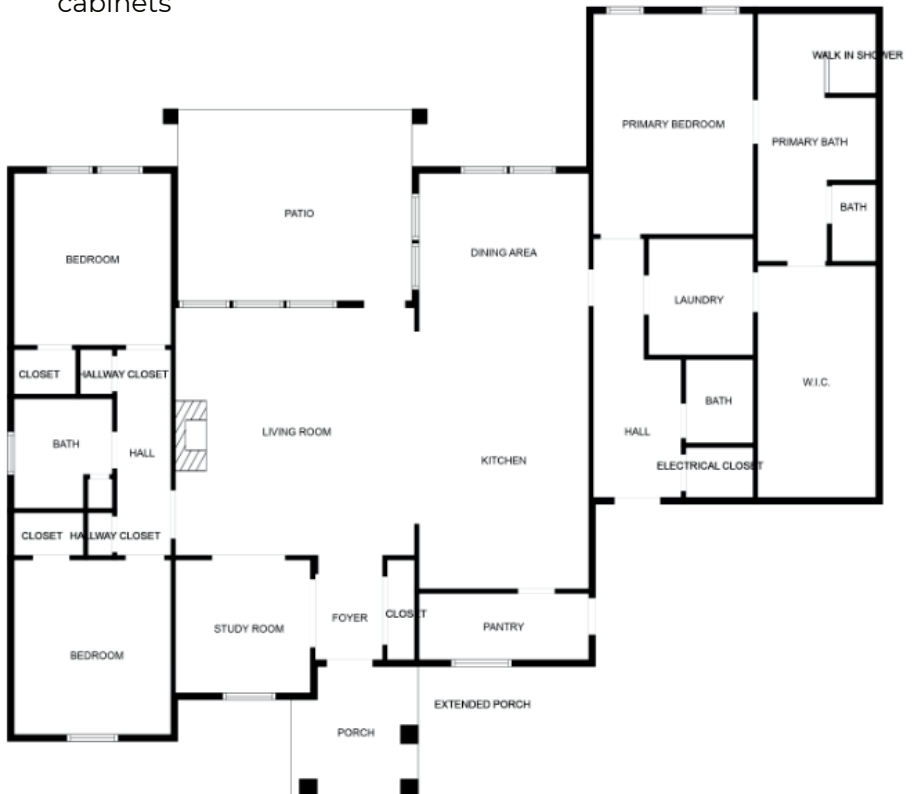 cabinets
WALK IN SHOWER
PRIMARY BEDROOM
PRIMARY BATH
BATH
PATIO
BEDROOM
DINING AREA
LAUNDRY
CLOSET
HALLWAY CLOSET
W.I.C.
BATH
LIVING ROOM
HALL
BATH
HALL
KITCHEN
ELECTRICAL CLOSET
CLOSET
HALLWAY CLOSET
STUDY ROOM
FOYER
CLOSET
PANTRY
BEDROOM
EXTENDED PORCH
PORCH